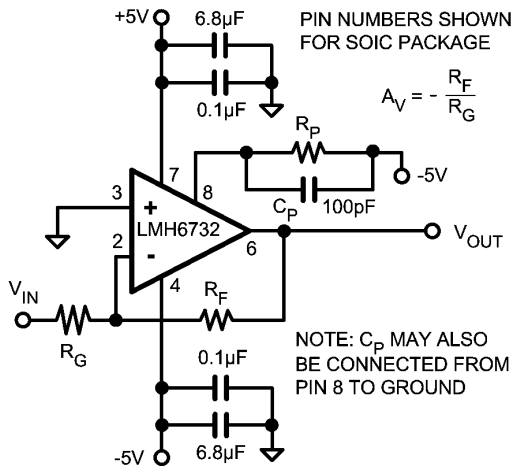 +5V
6.8µF
PIN NUMBERS SHOWN
FOR SOIC PACKAGE
0.1µF
A_V = - R_F / R_G
R_P
7
8
-5V
3
+
C_P
100pF
LMH6732
2
-
6
V_OUT
4
V_IN
R_F
R_G
NOTE: C_P MAY ALSO
BE CONNECTED FROM
PIN 8 TO GROUND
0.1µF
6.8µF
-5V